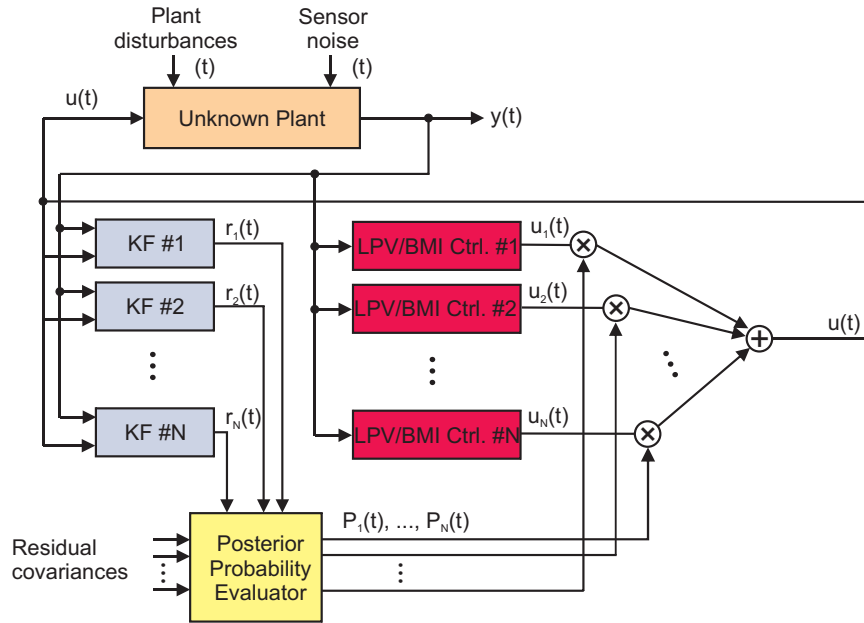 Plant
disturbances
(t)
Sensor
noise
(t)
u(t)
Unknown Plant
y(t)
KF #1
r1(t)
LPV/BMI Ctrl. #1
u1(t)
KF #2
r2(t)
LPV/BMI Ctrl. #2
u2(t)
u(t)
KF #N
rN(t)
LPV/BMI Ctrl. #N
uN(t)
Residual
covariances
Posterior
Probability
Evaluator
P1(t), ..., PN(t)